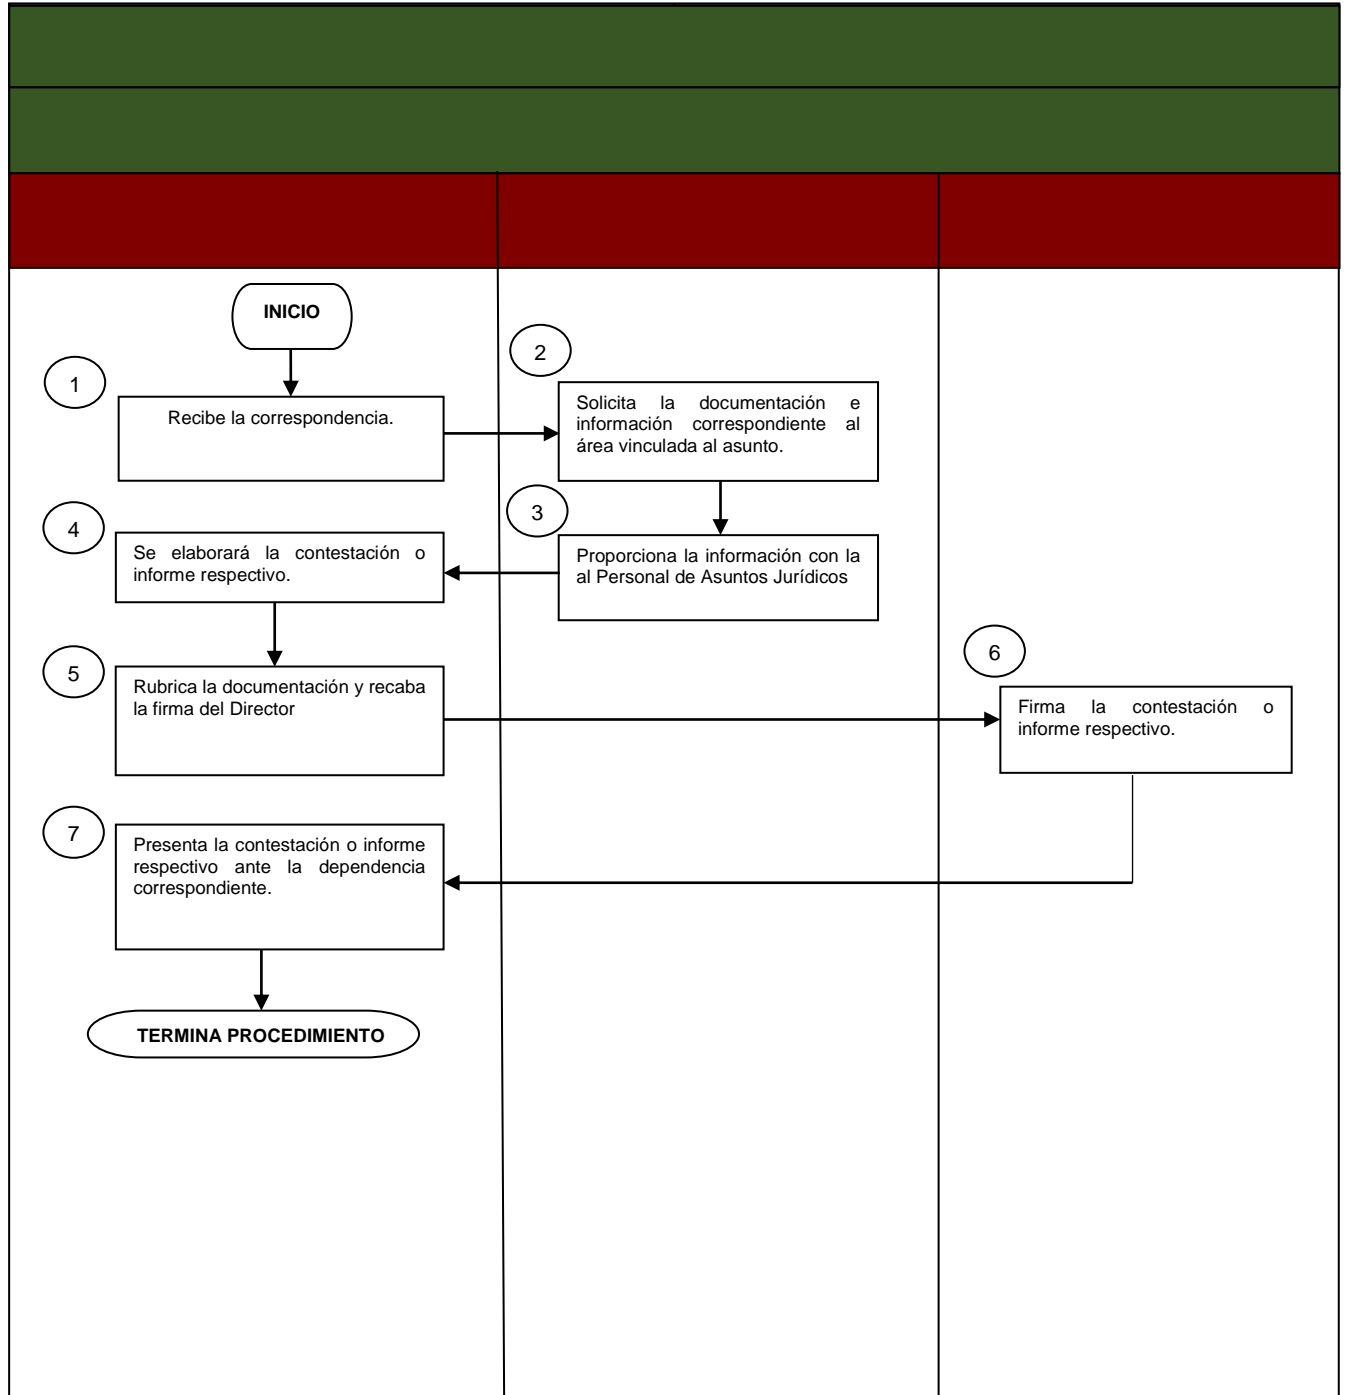 INICIO
1
Recibe la correspondencia.
2
Solicita la documentación e
información correspondiente al
área vinculada al asunto.
3
Proporciona la información con la
al Personal de Asuntos Jurídicos
4
Se elaborará la contestación o
informe respectivo.
5
Rubrica la documentación y recaba
la firma del Director
6
Firma la contestación o
informe respectivo.
7
Presenta la contestación o informe
respectivo ante la dependencia
correspondiente.
TERMINA PROCEDIMIENTO